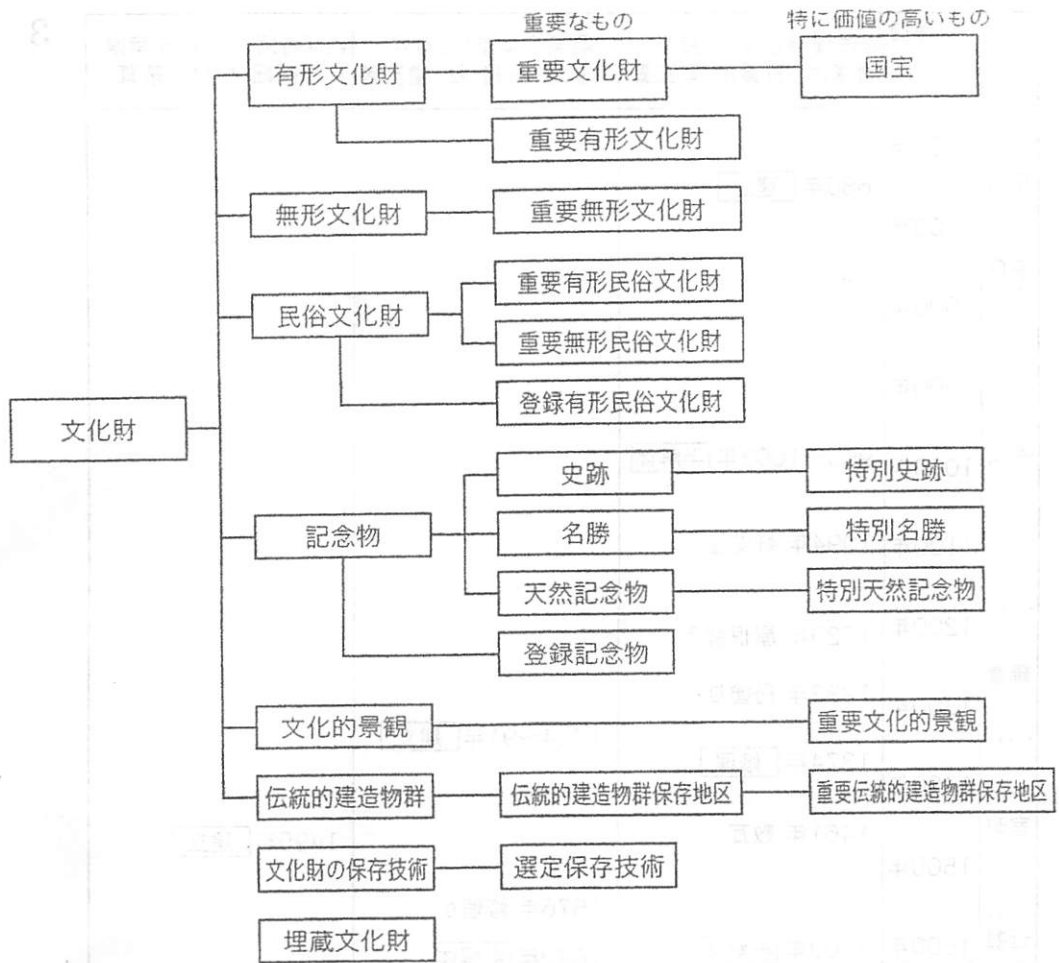 重要なもの 特に価値の高いもの
有形文化財 重要文化財 国宝
重要有形文化財
無形文化財 重要無形文化財
重要有形民俗文化財
民俗文化財
重要無形民俗文化財
登録有形民俗文化財
文化財
史跡 特別史跡
記念物 名勝 特別名勝
天然記念物 特別天然記念物
登録記念物
文化的景観 重要文化的景観
伝統的建造物群 伝統的建造物群保存地区 重要伝統的建造物群保存地区
文化財の保存技術 選定保存技術
埋蔵文化財